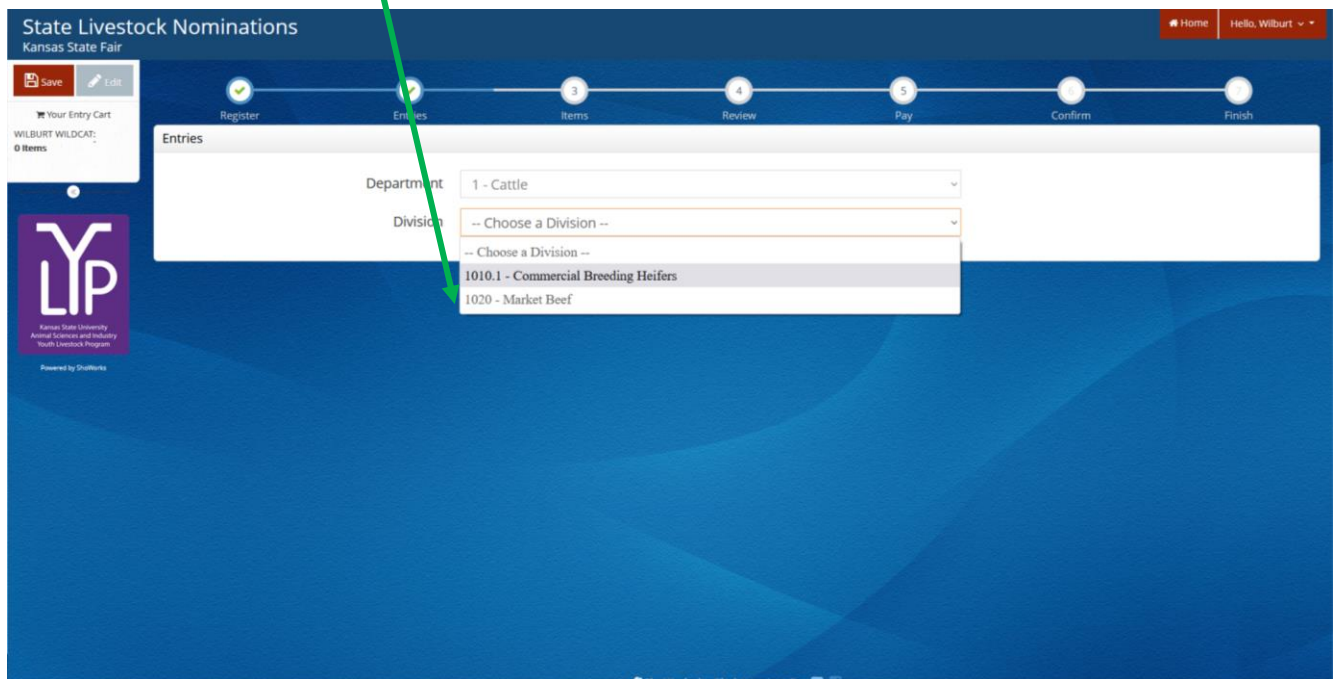 State Livestock Nominations
Kansas State Fair
Home
Hello, Wilburt
Save
Edit
Your Entry Cart
WILBURT WILDCAT:
0 Items
3
4
5
6
7
Register
Entries
Items
Review
Pay
Confirm
Finish
Entries
Department
1 - Cattle
Division
-- Choose a Division --
-- Choose a Division --
1010.1 - Commercial Breeding Heifers
1020 - Market Beef
YLP
Kansas State University
Animal Sciences and Industry
Youth Livestock Program
Powered by ShoWorks